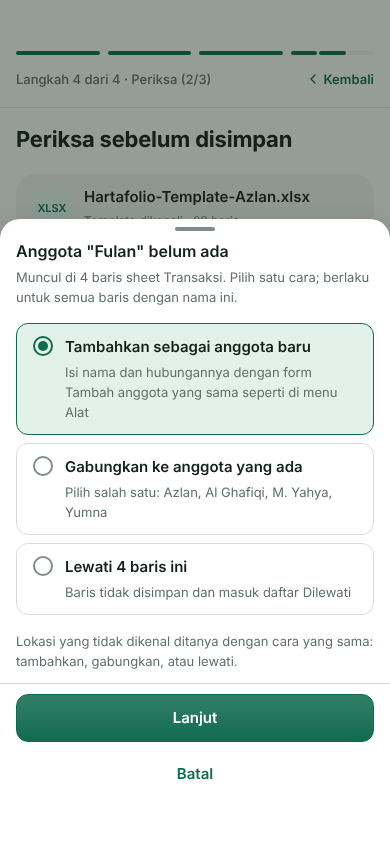 Langkah 4 dari 4 · Periksa (2/3)
Kembali
Periksa sebelum disimpan
XLSX
Hartafolio-Template-Azlan.xlsx
Anggota "Fulan" belum ada
Muncul di 4 baris sheet Transaksi. Pilih satu cara; berlaku
untuk semua baris dengan nama ini.
Tambahkan sebagai anggota baru
Isi nama dan hubungannya dengan form
Tambah anggota yang sama seperti di menu
Alat
Gabungkan ke anggota yang ada
Pilih salah satu: Azlan, Al Ghafiqi, M. Yahya,
Yumna
Lewati 4 baris ini
Baris tidak disimpan dan masuk daftar Dilewati
Lokasi yang tidak dikenal ditanya dengan cara yang sama:
tambahkan, gabungkan, atau lewati.
Lanjut
Batal